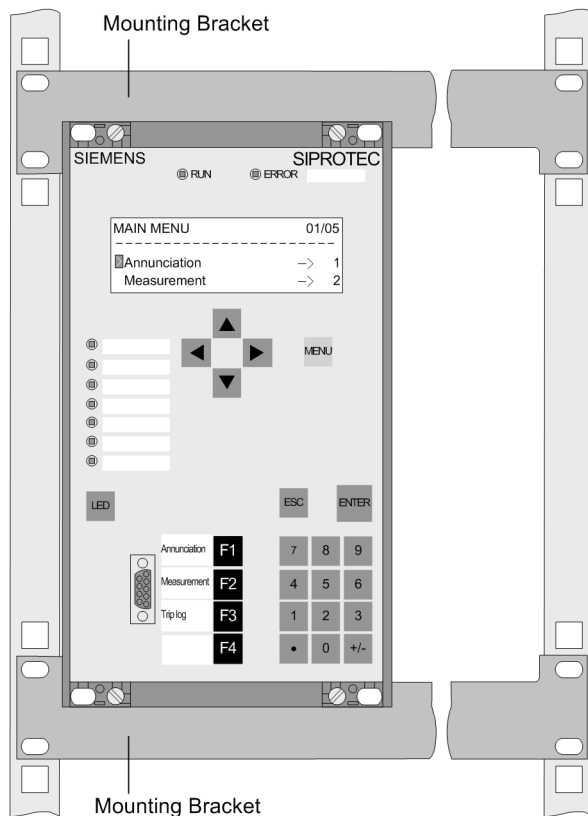 Mounting Bracket
SIEMENS SIPROTEC
RUN ERROR
MAIN MENU 01/05
Annunciation —> 1
Measurement —> 2
MENU
LED ESC ENTER
Annunciation F1 7 8 9
Measurement F2 4 5 6
Trip log F3 1 2 3
F4 • 0 +/-
Mounting Bracket